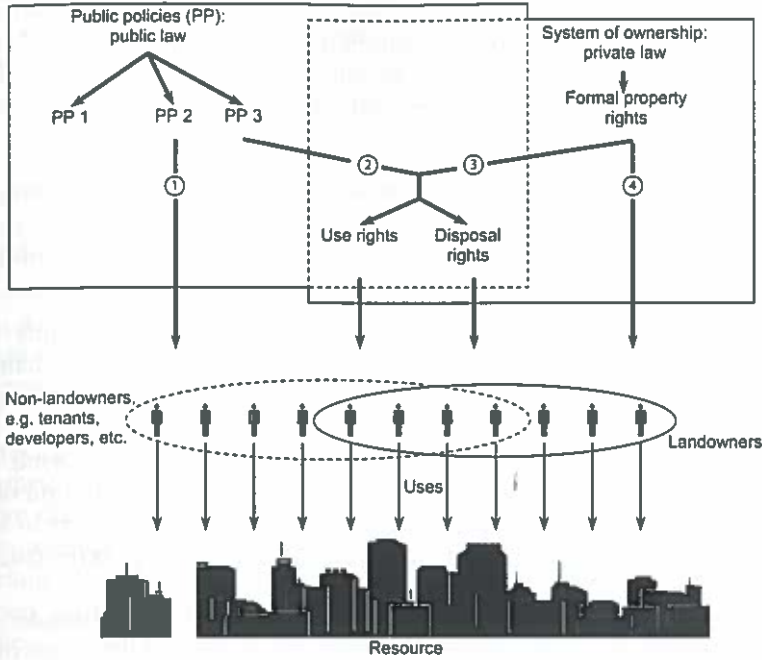 Public policies (PP):
public law
PP 1
PP 2
PP 3
System of ownership:
private law
Formal property
rights
1
2
3
4
Use rights
Disposal
rights
Non-landowners,
e.g. tenants,
developers, etc.
Landowners
Uses
Resource